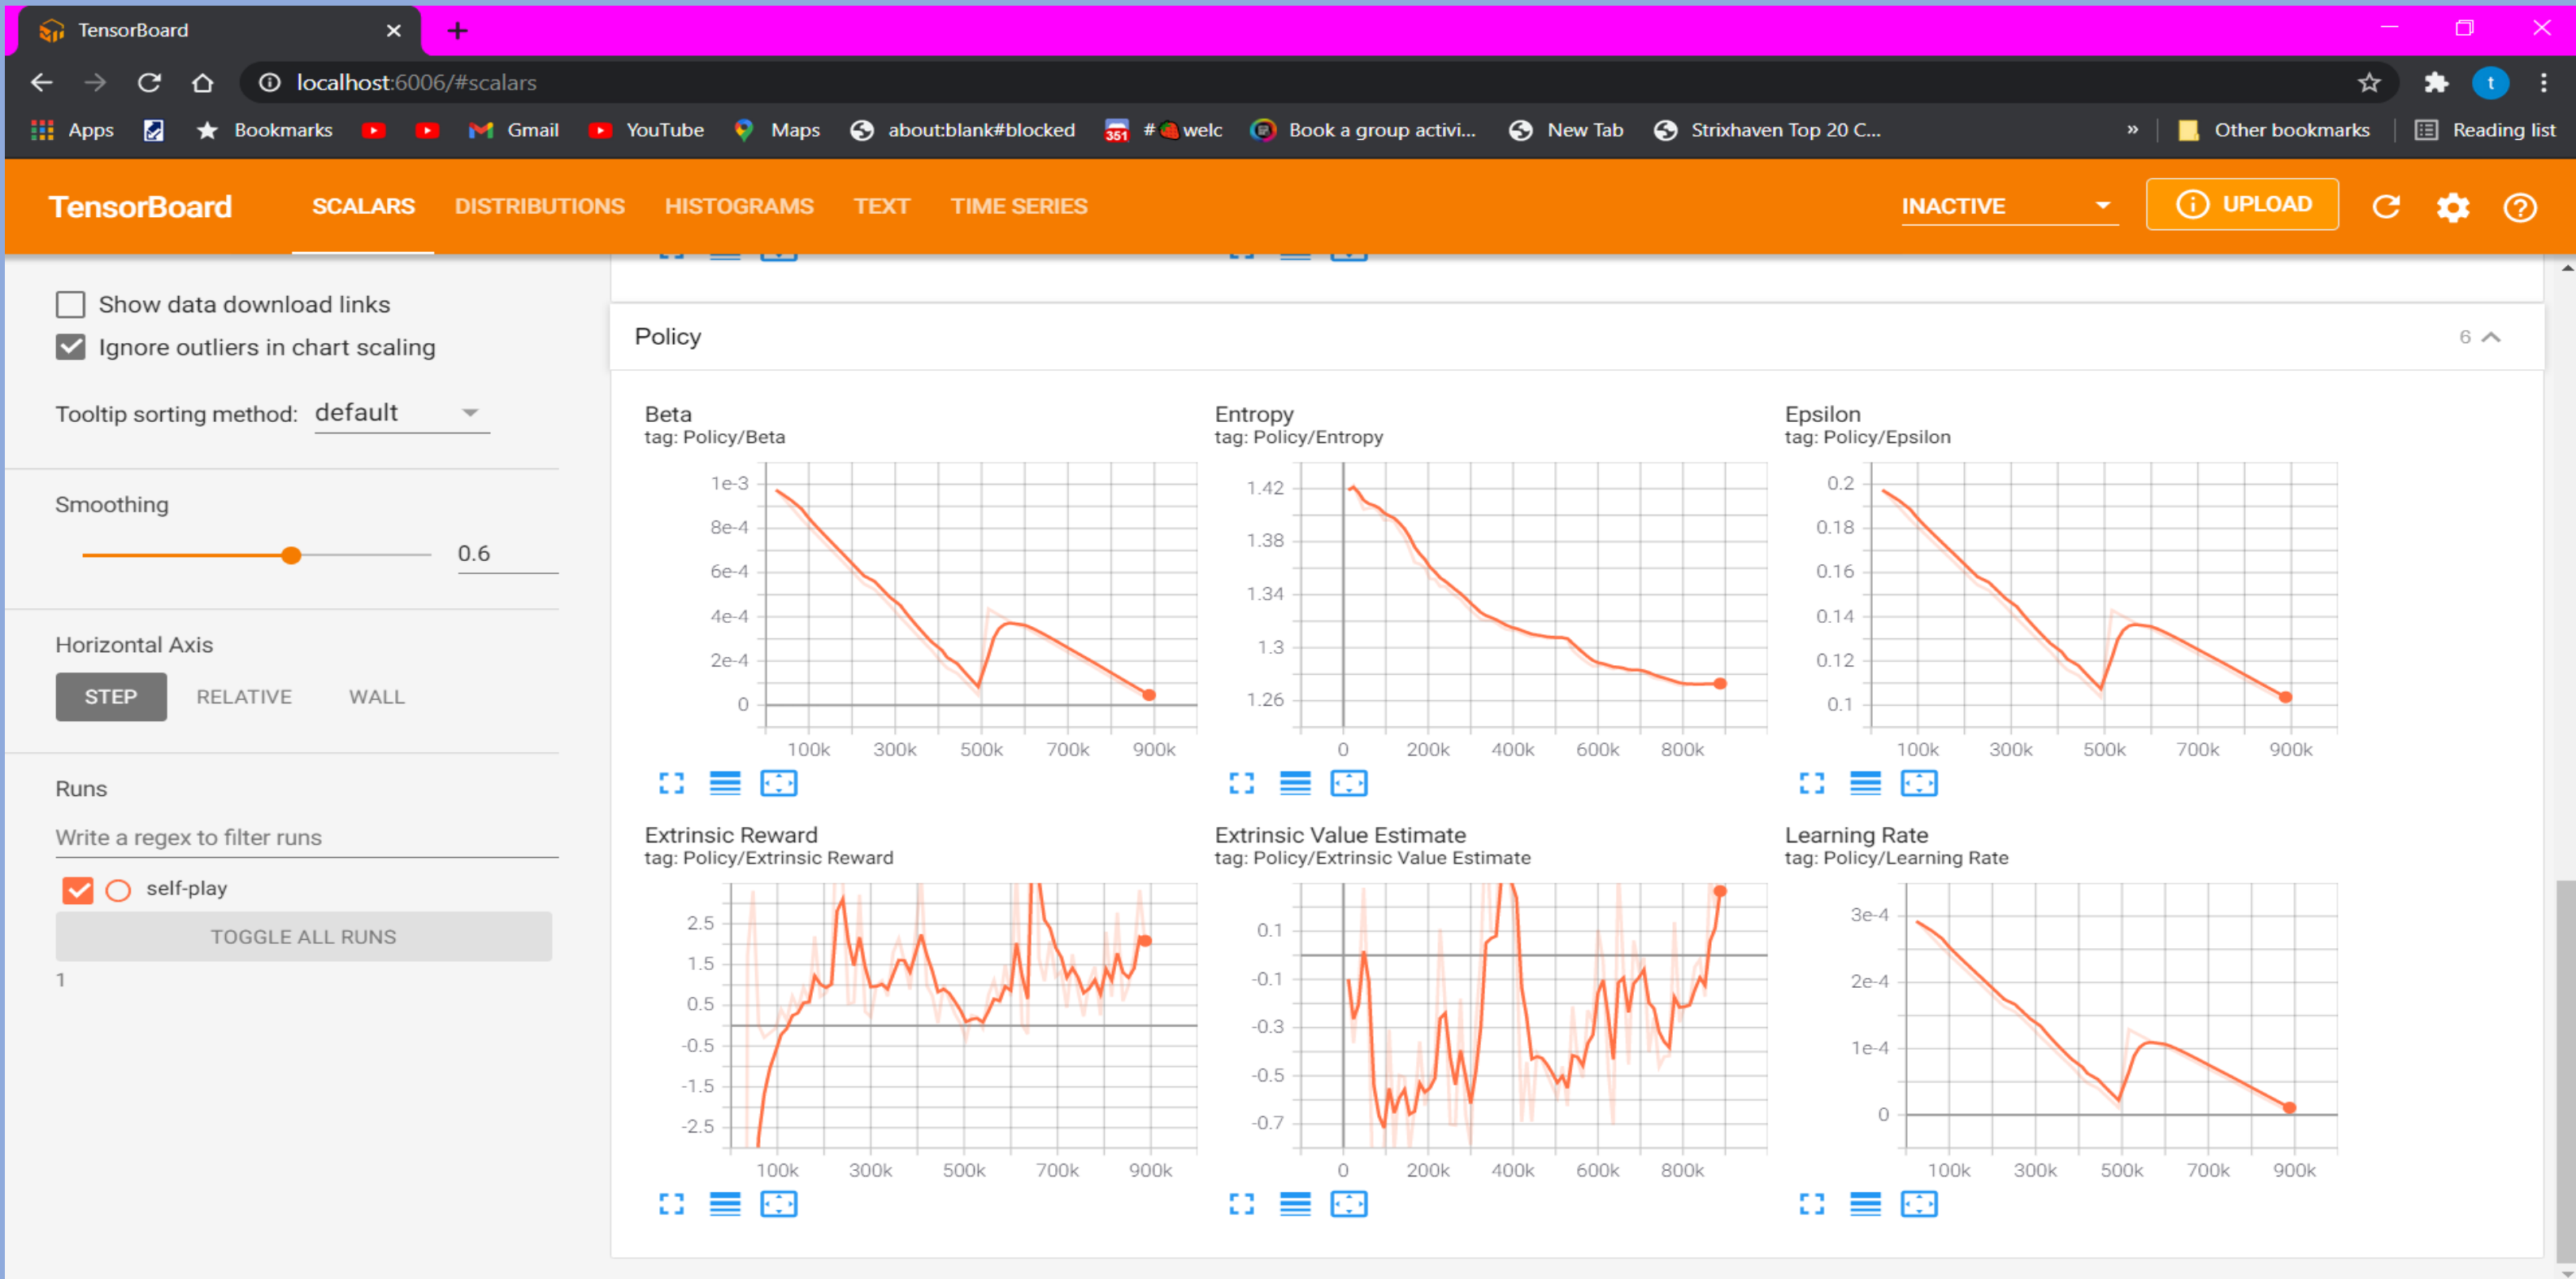 TensorBoard
localhost:6006/#scalars
Apps Bookmarks Gmail YouTube Maps about:blank#blocked 351 # welc Book a group activi... New Tab Strixhaven Top 20 C... » Other bookmarks Reading list
t
TensorBoard SCALARS DISTRIBUTIONS HISTOGRAMS TEXT TIME SERIES INACTIVE UPLOAD
Show data download links
Ignore outliers in chart scaling
Tooltip sorting method: default
Smoothing
0.6
Horizontal Axis
STEP RELATIVE WALL
Runs
Write a regex to filter runs
self-play
TOGGLE ALL RUNS
1
Policy 6
Beta
tag: Policy/Beta
1e-3
8e-4
6e-4
4e-4
2e-4
0
100k 300k 500k 700k 900k
Entropy
tag: Policy/Entropy
1.42
1.38
1.34
1.3
1.26
0 200k 400k 600k 800k
Epsilon
tag: Policy/Epsilon
0.2
0.18
0.16
0.14
0.12
0.1
100k 300k 500k 700k 900k
Extrinsic Reward
tag: Policy/Extrinsic Reward
2.5
1.5
0.5
-0.5
-1.5
-2.5
100k 300k 500k 700k 900k
Extrinsic Value Estimate
tag: Policy/Extrinsic Value Estimate
0.1
-0.1
-0.3
-0.5
-0.7
0 200k 400k 600k 800k
Learning Rate
tag: Policy/Learning Rate
3e-4
2e-4
1e-4
0
100k 300k 500k 700k 900k